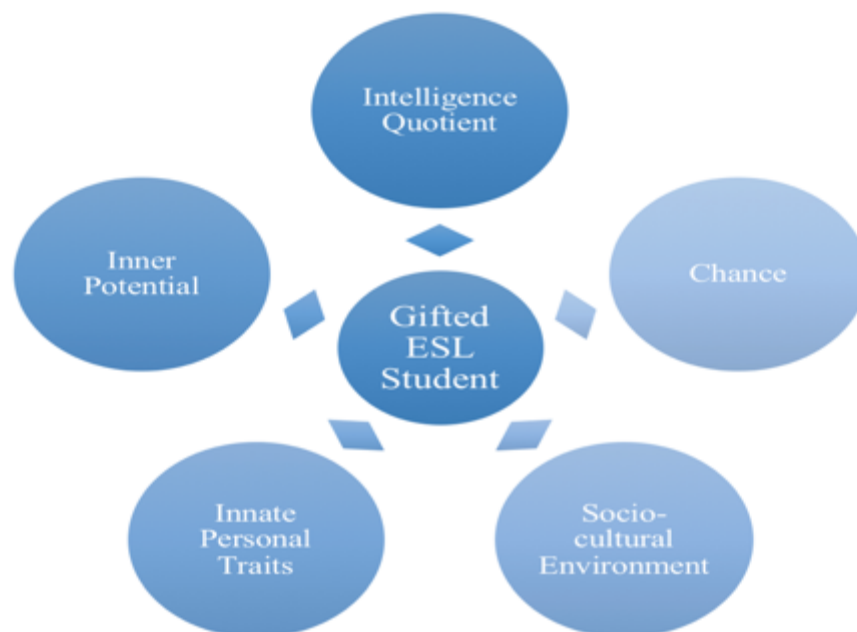 Intelligence
Quotient
Inner
Potential
Chance
Gifted
ESL
Student
Innate
Personal
Traits
Socio-
cultural
Environment